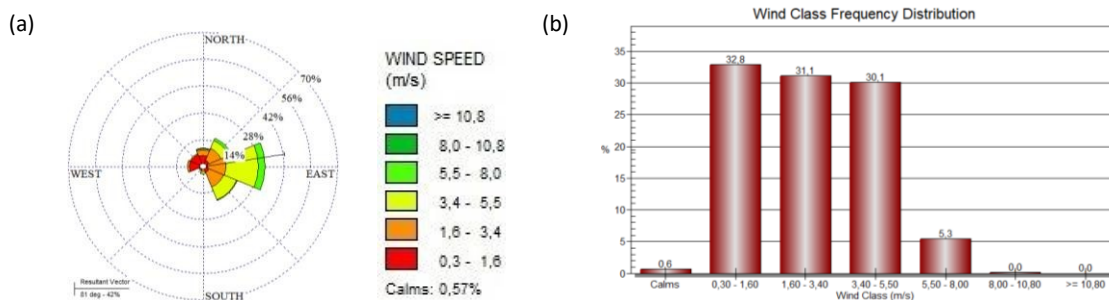 (a)
NORTH
70%
56%
42%
28%
14%
WEST
EAST
SOUTH
Resultant Vector
81 deg - 42%
WIND SPEED
(m/s)
>= 10,8
8,0 - 10,8
5,5 - 8,0
3,4 - 5,5
1,6 - 3,4
0,3 - 1,6
Calms: 0,57%
(b)
Wind Class Frequency Distribution
%
35
30
25
20
15
10
5
0
0,6
32,8
31,1
30,1
5,3
0,0
0,0
Calms
0,30 - 1,60
1,60 - 3,40
3,40 - 5,50
5,50 - 8,00
8,00 - 10,80
>= 10,80
Wind Class (m/s)